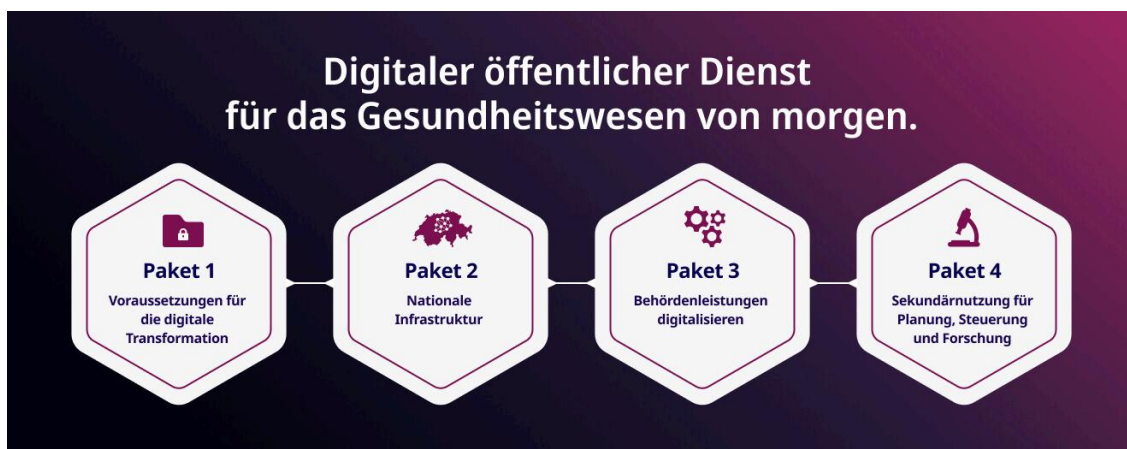 Digitaler öffentlicher Dienst
für das Gesundheitswesen von morgen.
Paket 1
Voraussetzungen für
die digitale
Transformation
Paket 2
Nationale
Infrastruktur
Paket 3
Behördenleistungen
digitalisieren
Paket 4
Sekundärnutzung für
Planung, Steuerung
und Forschung